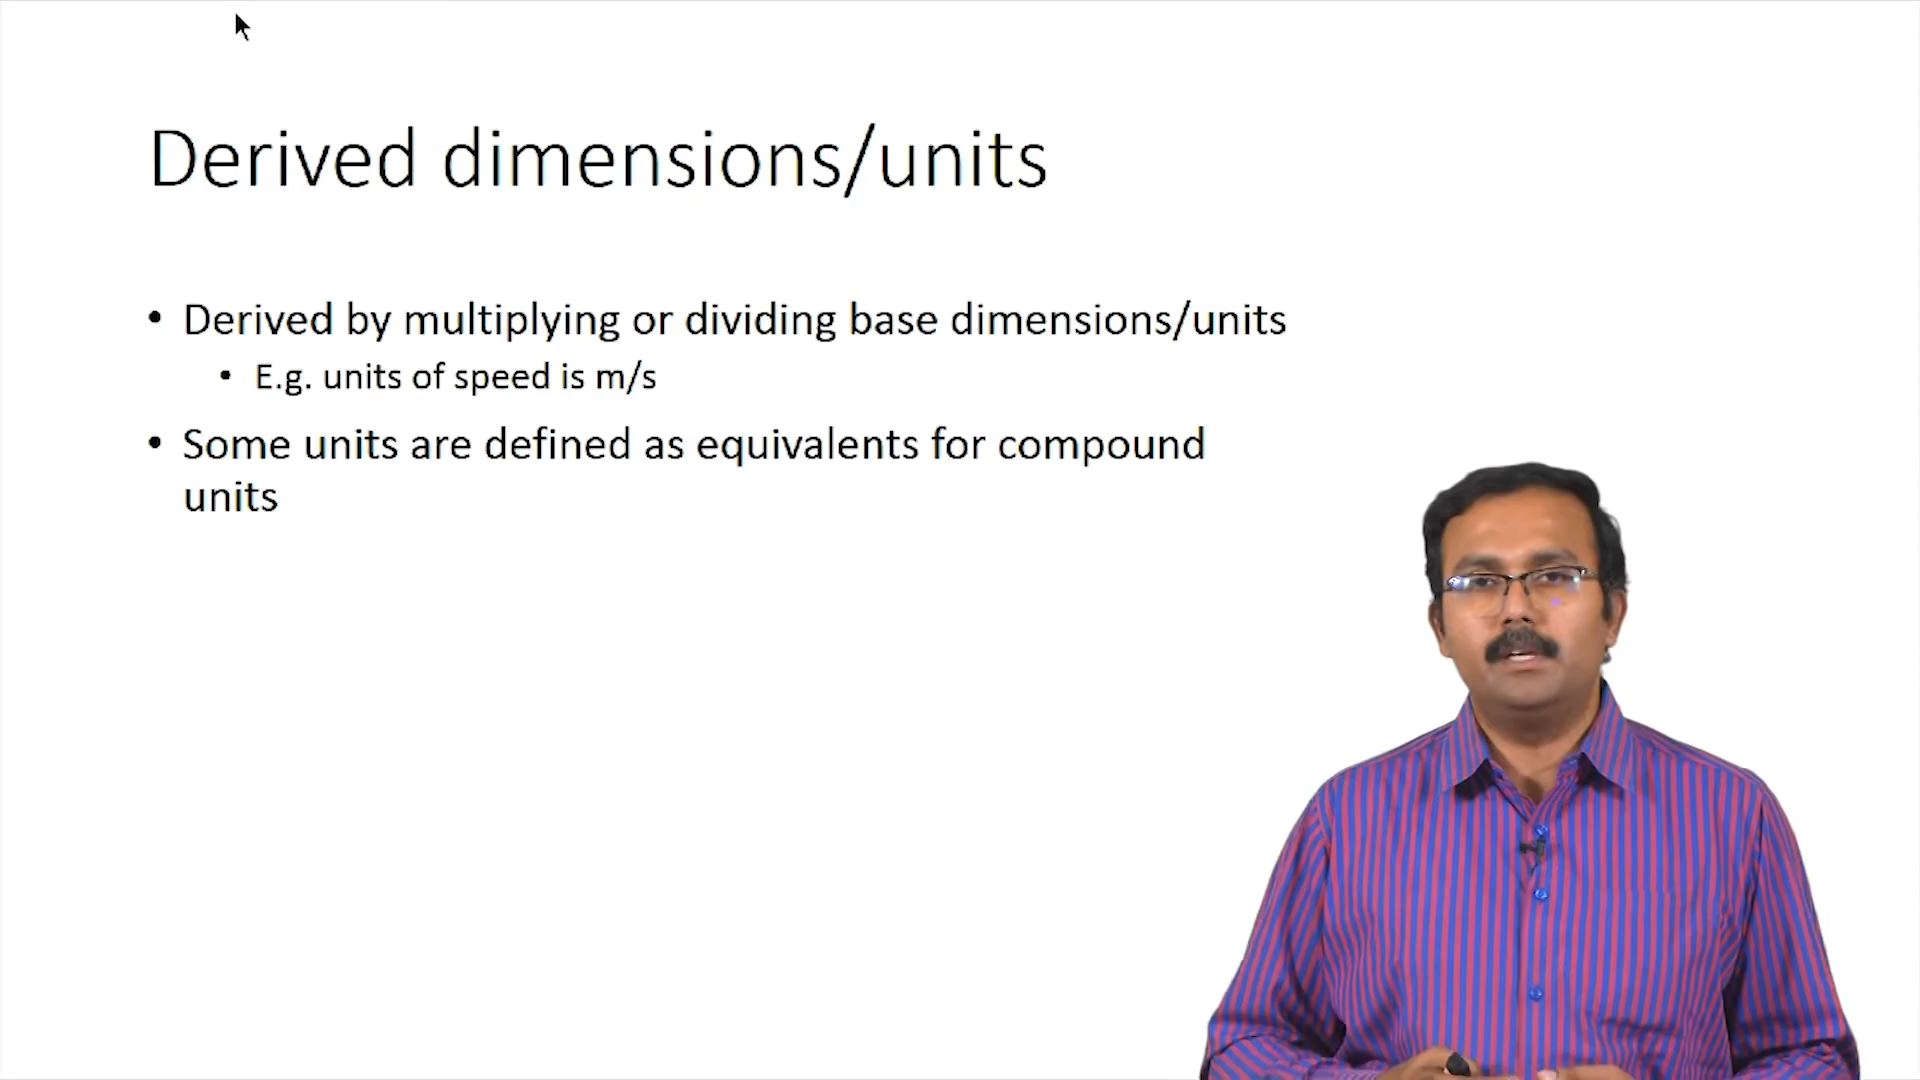 Derived dimensions/units
• Derived by multiplying or dividing base dimensions/units
• E.g. units of speed is m/s
• Some units are defined as equivalents for compound
units